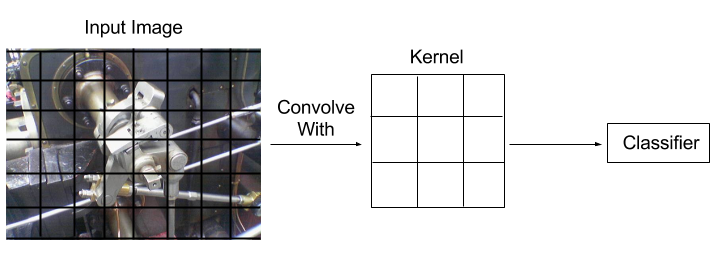 Input Image
Kernel
Convolve
With
Classifier